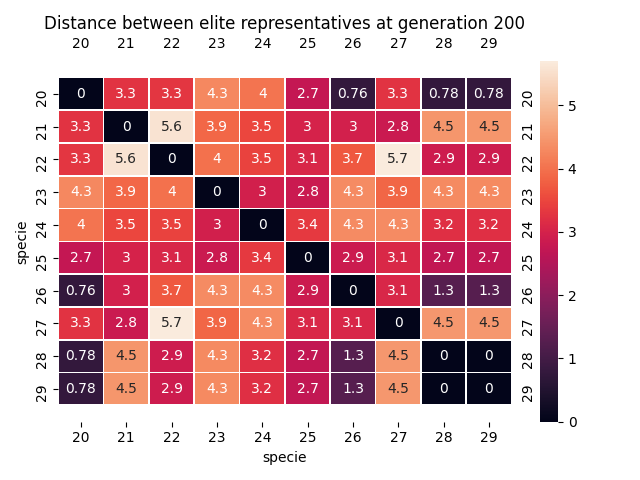 Distance between elite representatives at generation 200
20 21 22 23 24 25 26 27 28 29
20 0 3.3 3.3 4.3 4 2.7 0.76 3.3 0.78 0.78 20
21 3.3 0 5.6 3.9 3.5 3 3 2.8 4.5 4.5 21
22 3.3 5.6 0 4 3.5 3.1 3.7 5.7 2.9 2.9 22
23 4.3 3.9 4 0 3 2.8 4.3 3.9 4.3 4.3 23
24 4 3.5 3.5 3 0 3.4 4.3 4.3 3.2 3.2 24
25 2.7 3 3.1 2.8 3.4 0 2.9 3.1 2.7 2.7 25
26 0.76 3 3.7 4.3 4.3 2.9 0 3.1 1.3 1.3 26
27 3.3 2.8 5.7 3.9 4.3 3.1 3.1 0 4.5 4.5 27
28 0.78 4.5 2.9 4.3 3.2 2.7 1.3 4.5 0 0 28
29 0.78 4.5 2.9 4.3 3.2 2.7 1.3 4.5 0 0 29
20 21 22 23 24 25 26 27 28 29
specie
specie
5
4
3
2
1
0